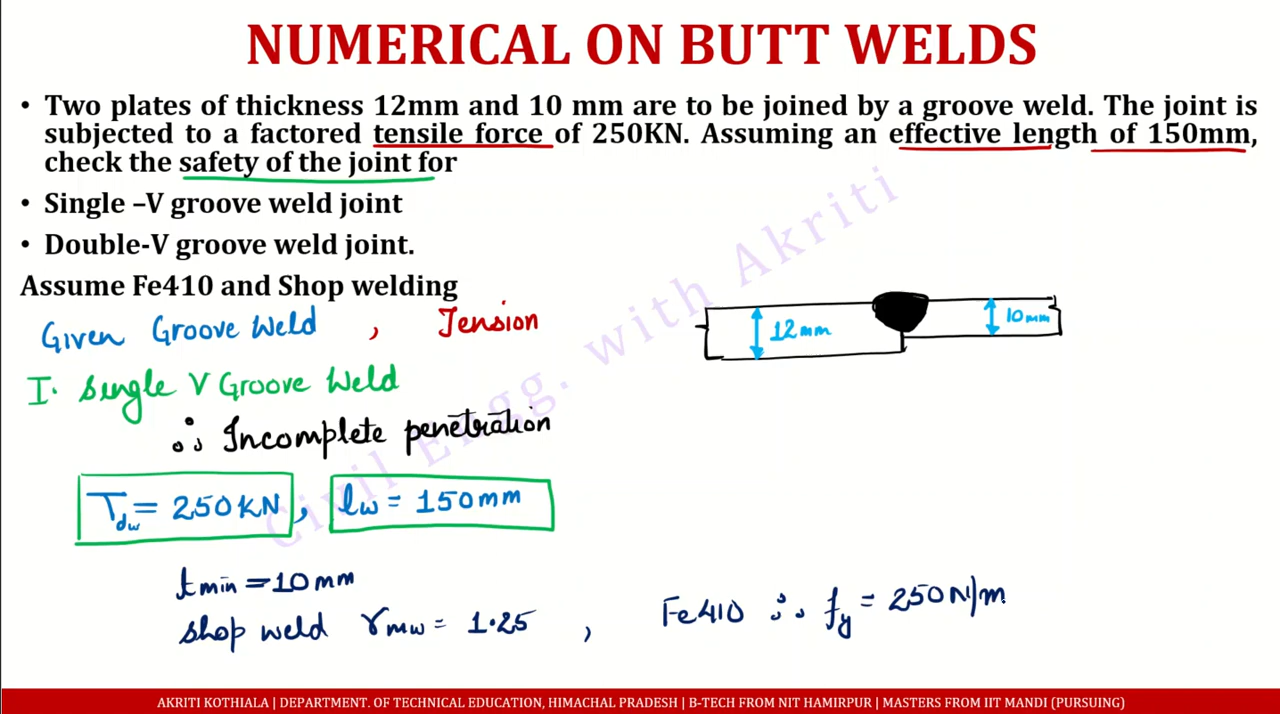 NUMERICAL ON BUTT WELDS
• Two plates of thickness 12mm and 10 mm are to be joined by a groove weld. The joint is
subjected to a factored tensile force of 250KN. Assuming an effective length of 150mm,
check the safety of the joint for
• Single –V groove weld joint
• Double-V groove weld joint.
Assume Fe410 and Shop welding
Given Groove Weld , Tension
12mm
10mm
I. Single V Groove Weld
∴ Incomplete penetration
Tdw = 250KN , lw = 150mm
tmin = 10mm
shop weld γmw = 1.25 , Fe410 ∴ fy = 250N/m
Civil Engg. with Akriti
AKRITI KOTHIALA | DEPARTMENT. OF TECHNICAL EDUCATION, HIMACHAL PRADESH | B-TECH FROM NIT HAMIRPUR | MASTERS FROM IIT MANDI (PURSUING)